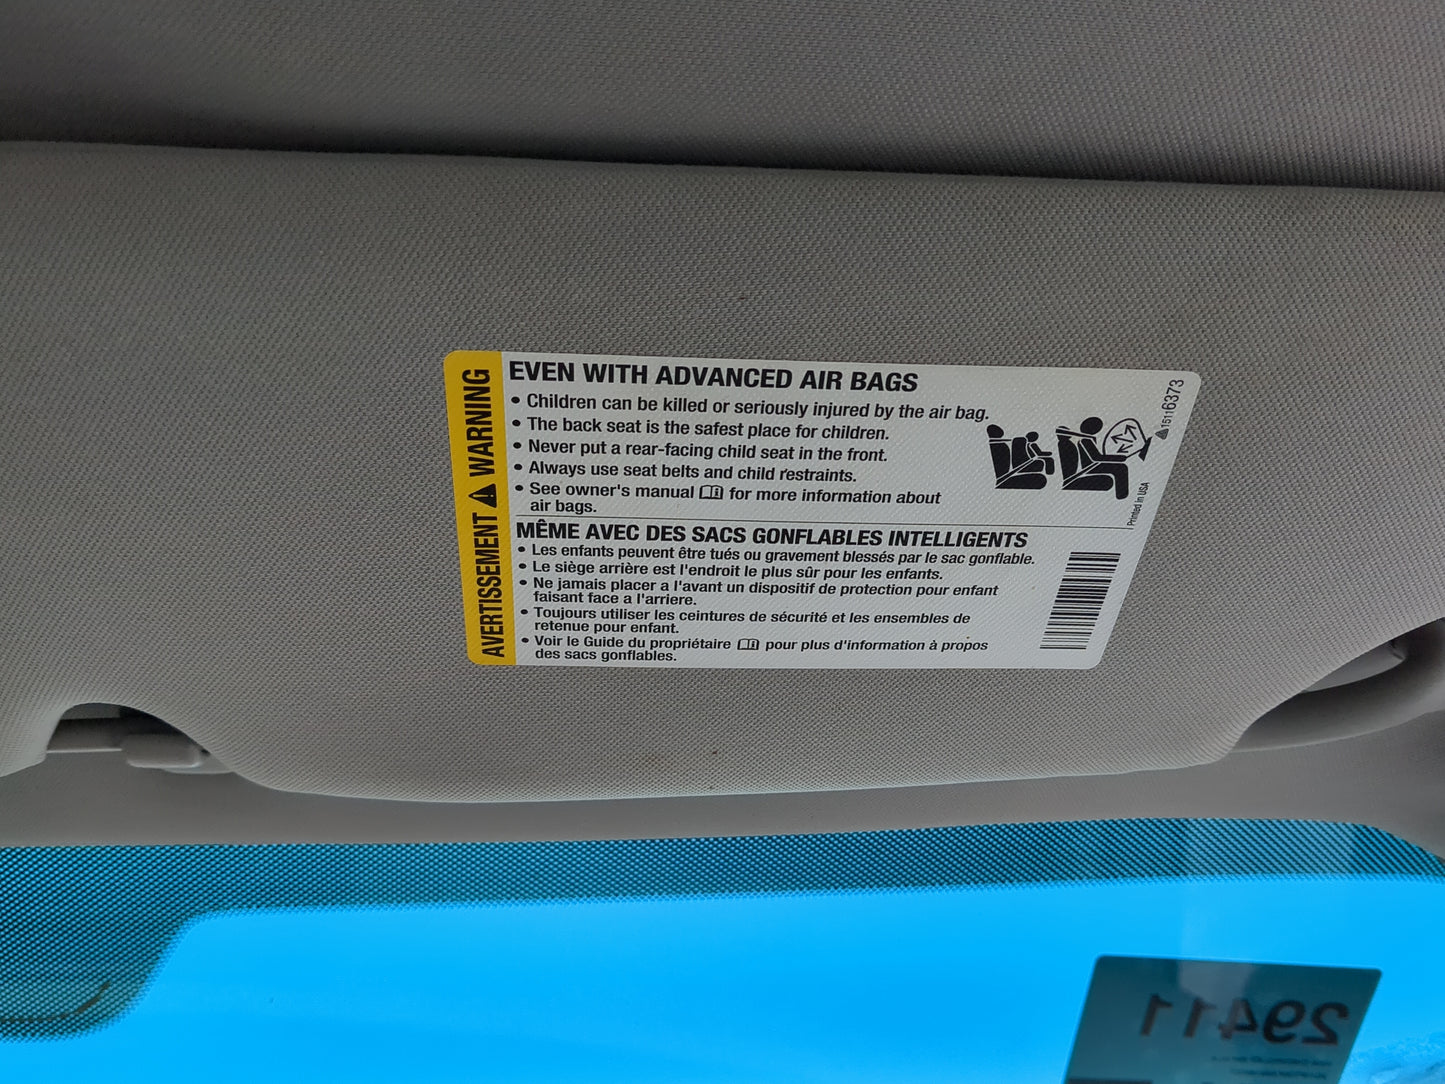 AVERTISSEMENT ⚠ WARNING
EVEN WITH ADVANCED AIR BAGS
• Children can be killed or seriously injured by the air bag.
• The back seat is the safest place for children.
• Never put a rear-facing child seat in the front.
• Always use seat belts and child restraints.
• See owner's manual for more information about
air bags.
15116373
Printed in USA
MÊME AVEC DES SACS GONFLABLES INTELLIGENTS
• Les enfants peuvent être tués ou gravement blessés par le sac gonflable.
• Le siège arrière est l'endroit le plus sûr pour les enfants.
• Ne jamais placer a l'avant un dispositif de protection pour enfant
faisant face a l'arriere.
• Toujours utiliser les ceintures de sécurité et les ensembles de
retenue pour enfant.
• Voir le Guide du propriétaire pour plus d'information à propos
des sacs gonflables.
29411